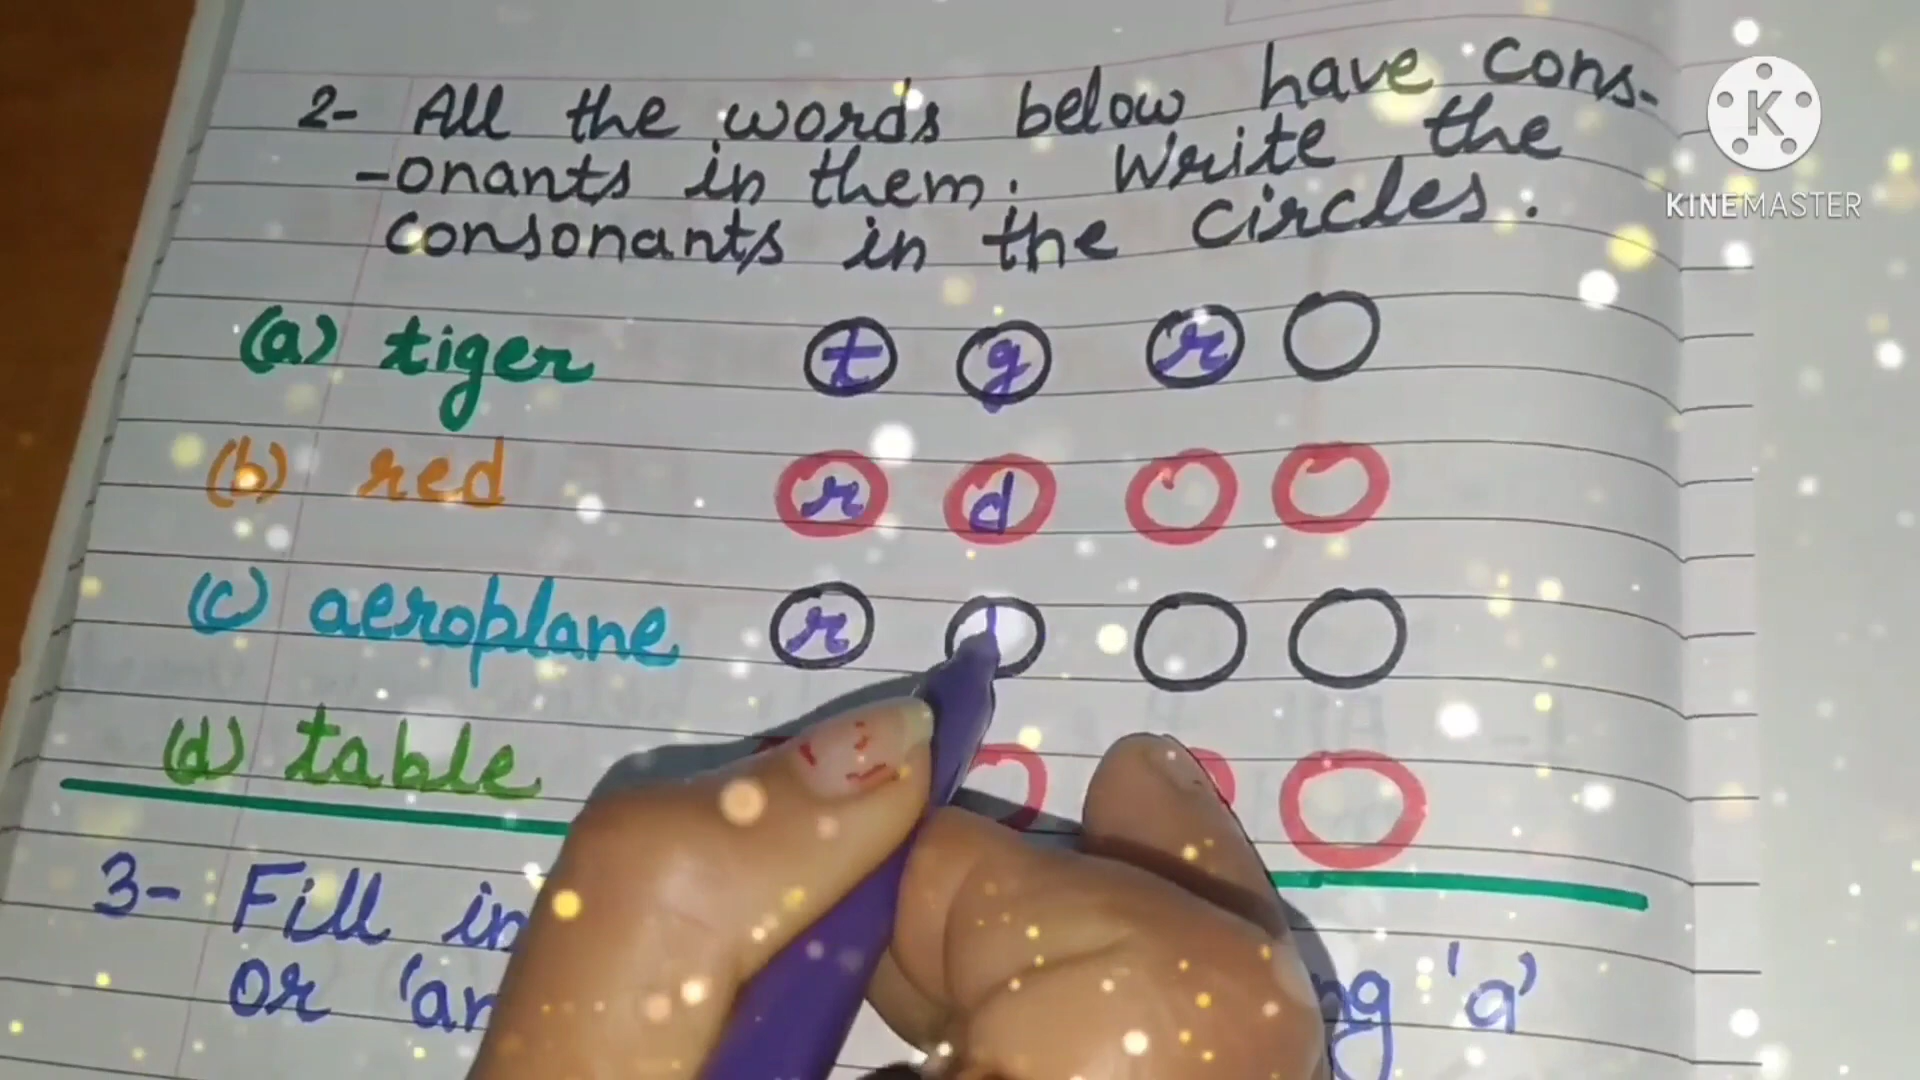 2- All the words below have cons-
-onants in them. Write the
consonants in the circles.
(a) tiger t g r
(b) red r d
(c) aeroplane r
(d) table
3- Fill in
or 'an 'a'
KINEMASTER